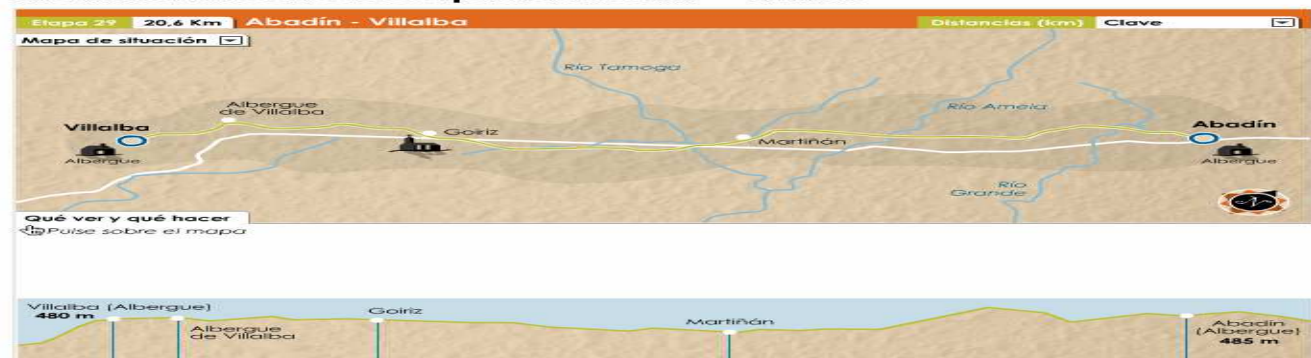 Etapa 29 20,6 Km Abadín - Villalba Distancias (km) Clave
Mapa de situación
Río Tamoga
Albergue
de Villalba
Río Amela
Villalba
Goiriz
Abadín
Martiñán
Albergue
Albergue
Río
Grande
Qué ver y qué hacer
Pulse sobre el mapa
Villalba (Albergue)
480 m
Goiriz
Albergue
de Villalba
Martiñán
Abadín
(Albergue)
485 m